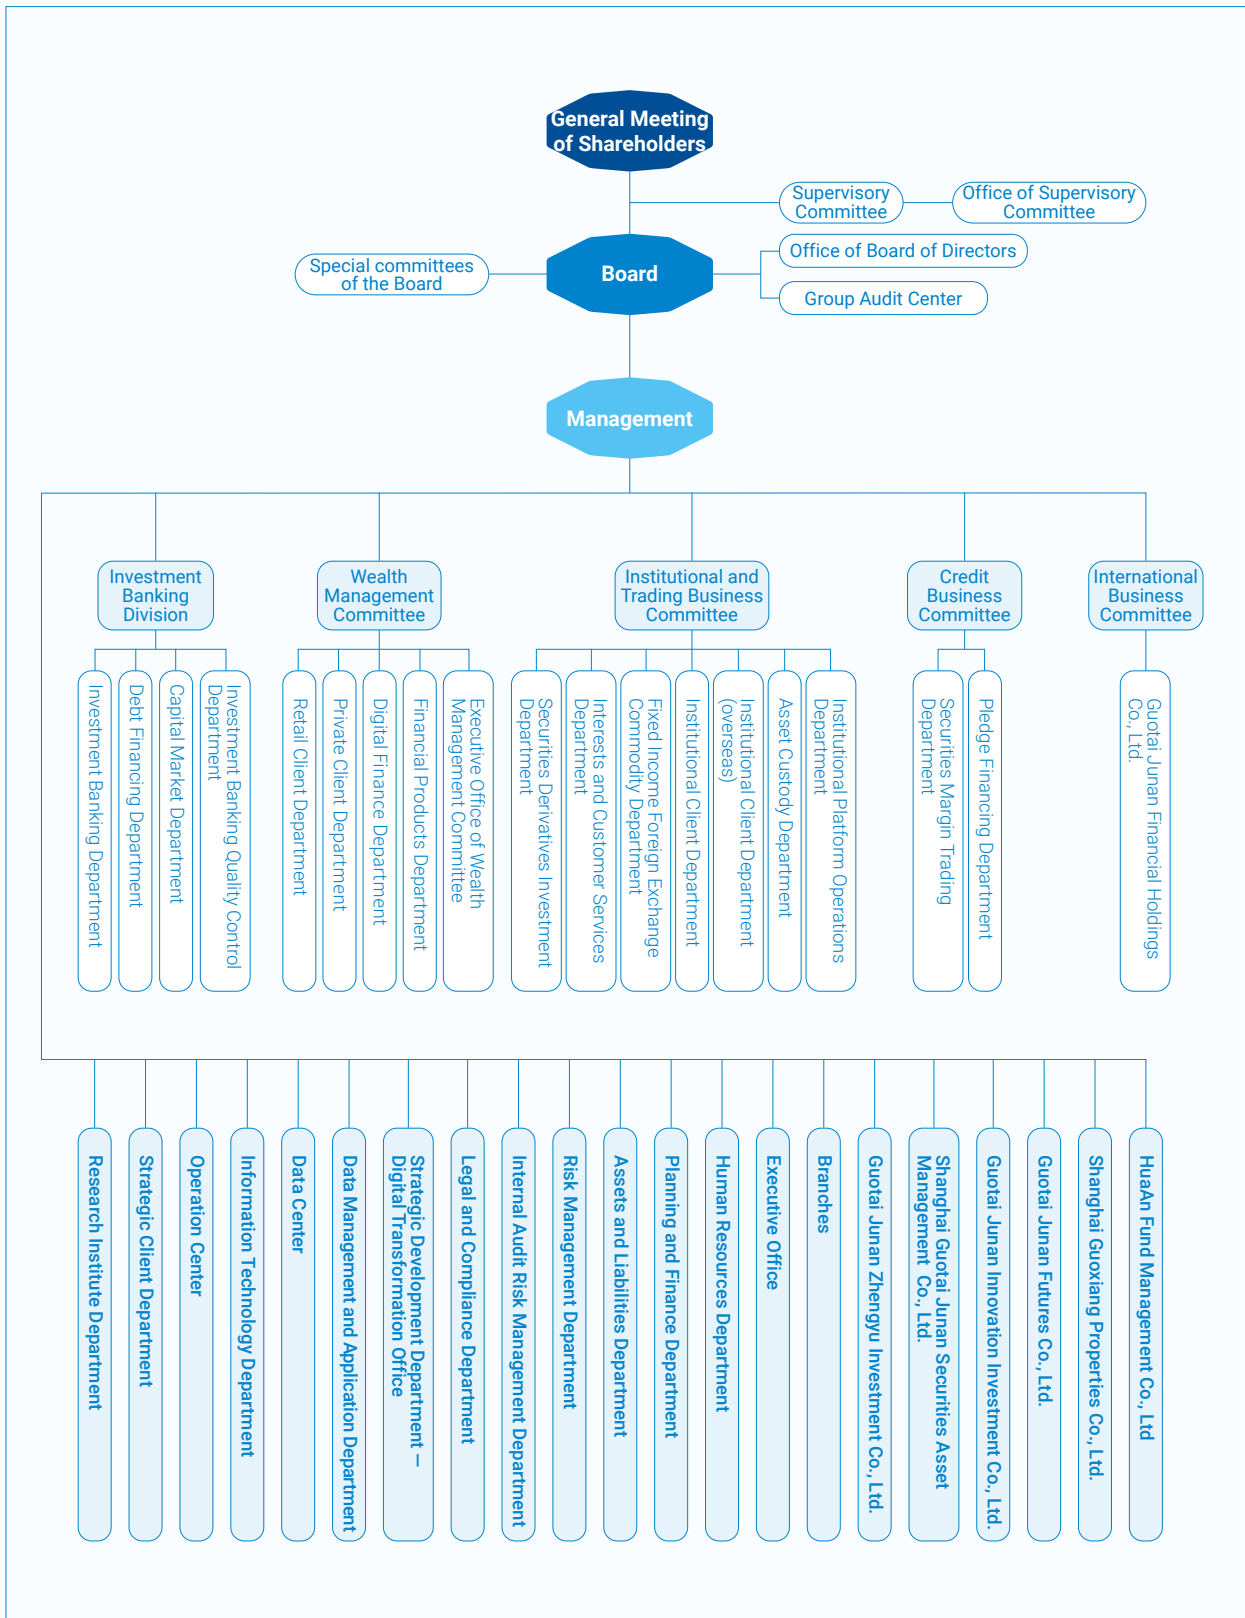 General Meeting
of Shareholders
Supervisory
Committee
Office of Supervisory
Committee
Office of Board of Directors
Special committees
of the Board
Board
Group Audit Center
Management
Investment
Banking
Division
Wealth
Management
Committee
Institutional and
Trading Business
Committee
Credit
Business
Committee
International
Business
Committee
Investment Banking Department
Debt Financing Department
Capital Market Department
Investment Banking Quality Control
Department
Retail Client Department
Private Client Department
Digital Finance Department
Financial Products Department
Executive Office of Wealth
Management Committee
Securities Derivatives Investment
Department
Interests and Customer Services
Department
Fixed Income Foreign Exchange
Commodity Department
Institutional Client Department
Institutional Client Department
(overseas)
Asset Custody Department
Institutional Platform Operations
Department
Securities Margin Trading
Department
Pledge Financing Department
Guotai Junan Financial Holdings
Co., Ltd.
Research Institute Department
Strategic Client Department
Operation Center
Information Technology Department
Data Center
Data Management and Application Department
Strategic Development Department —
Digital Transformation Office
Legal and Compliance Department
Internal Audit Risk Management Department
Risk Management Department
Assets and Liabilities Department
Planning and Finance Department
Human Resources Department
Executive Office
Branches
Guotai Junan Zhengyu Investment Co., Ltd.
Shanghai Guotai Junan Securities Asset
Management Co., Ltd.
Guotai Junan Innovation Investment Co., Ltd.
Guotai Junan Futures Co., Ltd.
Shanghai Guoxiang Properties Co., Ltd.
HuaAn Fund Management Co., Ltd